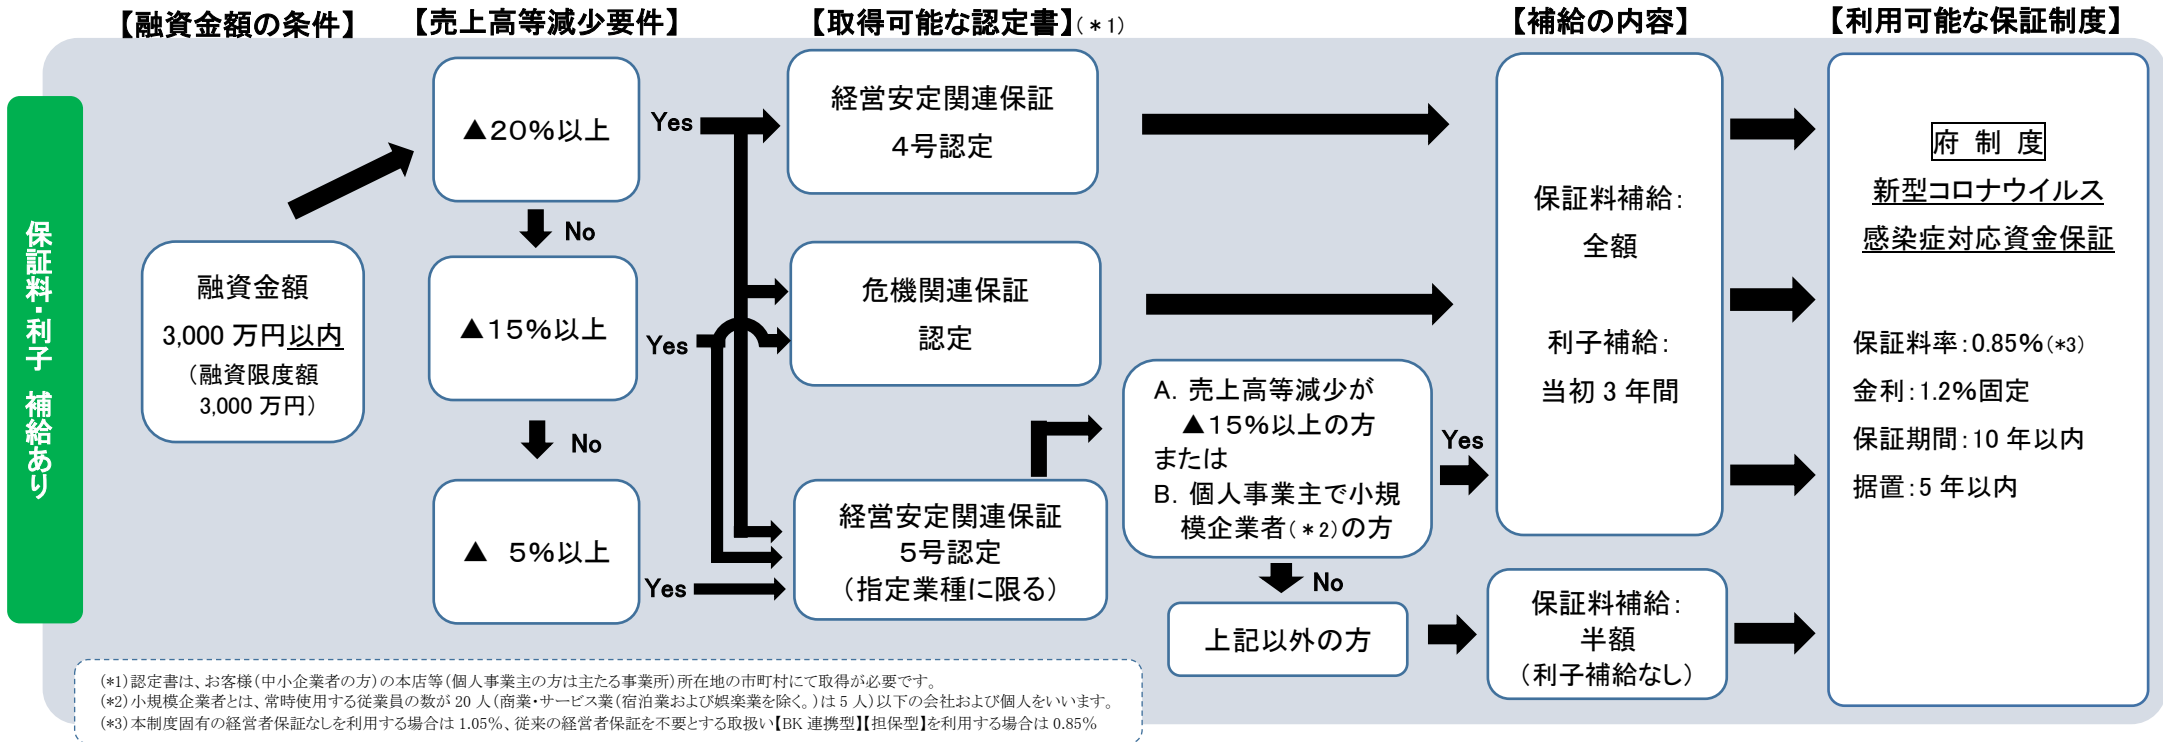 【融資金額の条件】
【売上高等減少要件】
【取得可能な認定書】(*1)
【補給の内容】
【利用可能な保証制度】
保証料・利子 補給あり
融資金額
3,000 万円以内
（融資限度額
3,000 万円）
▲20%以上
Yes
No
▲15%以上
Yes
No
▲ 5%以上
Yes
経営安定関連保証
4号認定
危機関連保証
認定
経営安定関連保証
5号認定
（指定業種に限る）
A. 売上高等減少が
▲15%以上の方
または
B. 個人事業主で小規
模企業者(*2)の方
Yes
No
上記以外の方
保証料補給：
全額
利子補給：
当初 3 年間
保証料補給：
半額
（利子補給なし）
府 制 度
新型コロナウイルス
感染症対応資金保証
保証料率：0.85%(*3)
金利：1.2%固定
保証期間：10 年以内
据置：5 年以内
(*1)認定書は、お客様(中小企業者の方)の本店等(個人事業主の方は主たる事業所)所在地の市町村にて取得が必要です。
(*2)小規模企業者とは、常時使用する従業員の数が 20 人(商業・サービス業(宿泊業および娯楽業を除く。)は 5 人)以下の会社および個人をいいます。
(*3)本制度固有の経営者保証なしを利用する場合は 1.05%、従来の経営者保証を不要とする取扱い【BK 連携型】【担保型】を利用する場合は 0.85%